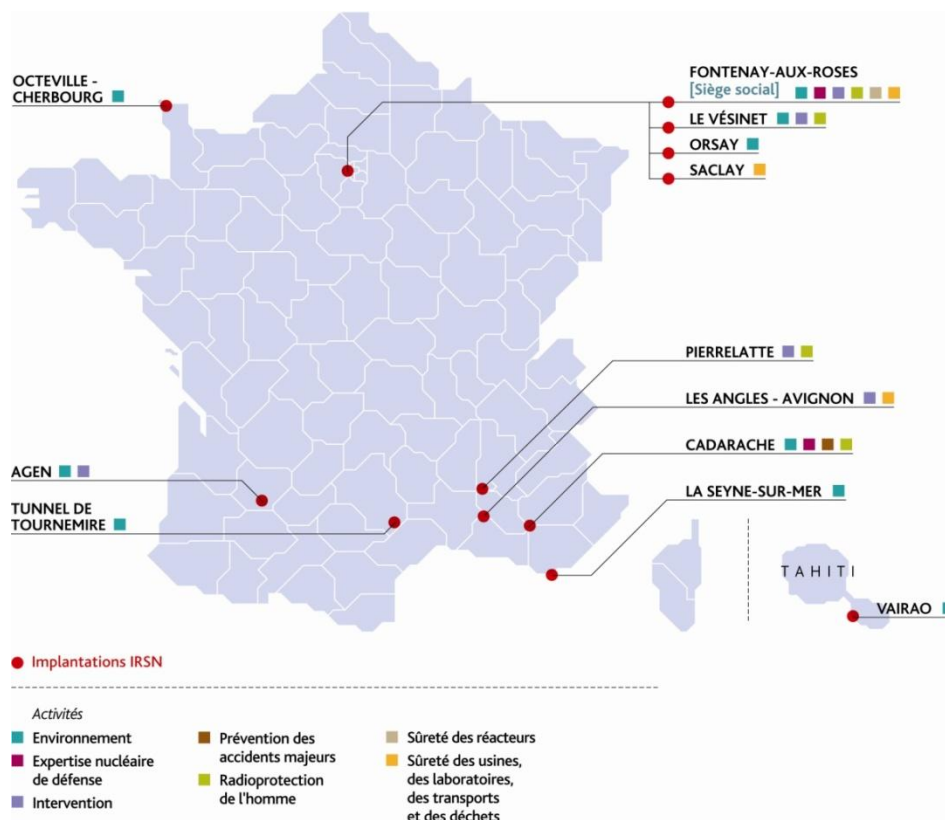 OCTEVILLE -
CHERBOURG
FONTENAY-AUX-ROSES
[Siège social]
LE VÉSINET
ORSAY
SACLAY
PIERRELATTE
LES ANGLES - AVIGNON
CADARACHE
LA SEYNE-SUR-MER
AGEN
TUNNEL DE
TOURNEMIRE
TAHITI
VAIRAO
Implantations IRSN
Activités
Environnement
Expertise nucléaire
de défense
Intervention
Prévention des
accidents majeurs
Radioprotection
de l'homme
Sûreté des réacteurs
Sûreté des usines,
des laboratoires,
des transports
et des déchets